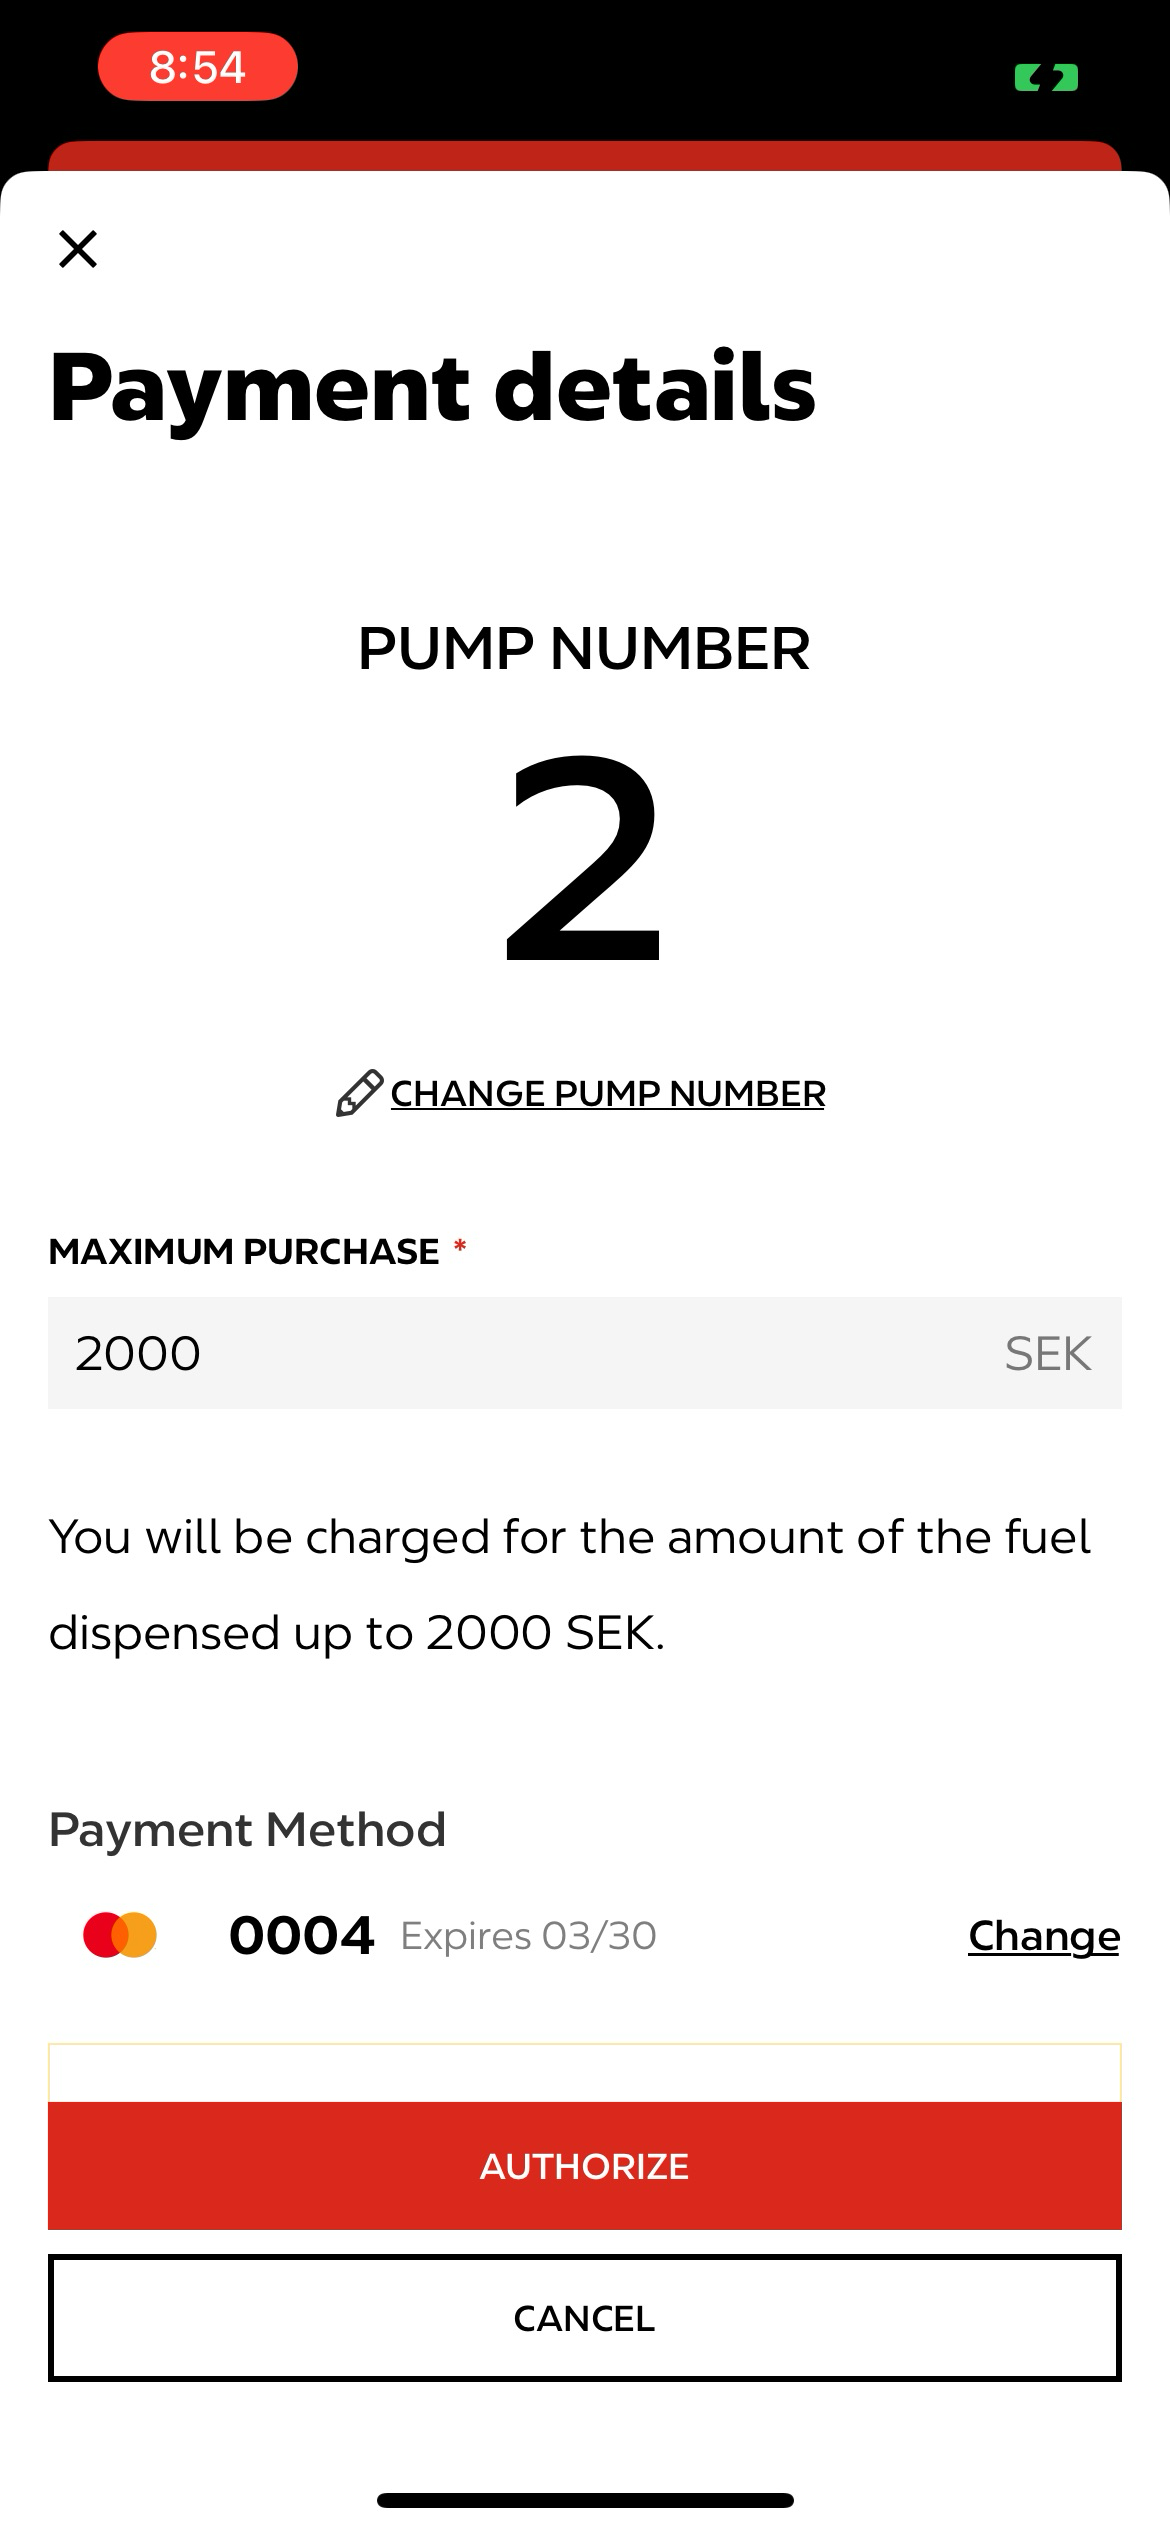 8:54
Payment details
PUMP NUMBER
2
CHANGE PUMP NUMBER
MAXIMUM PURCHASE *
2000 SEK
You will be charged for the amount of the fuel
dispensed up to 2000 SEK.
Payment Method
0004 Expires 03/30 Change
AUTHORIZE
CANCEL